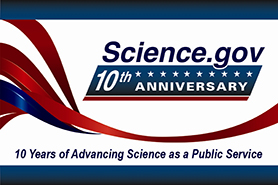 Science.gov
10th ANNIVERSARY
10 Years of Advancing Science as a Public Service